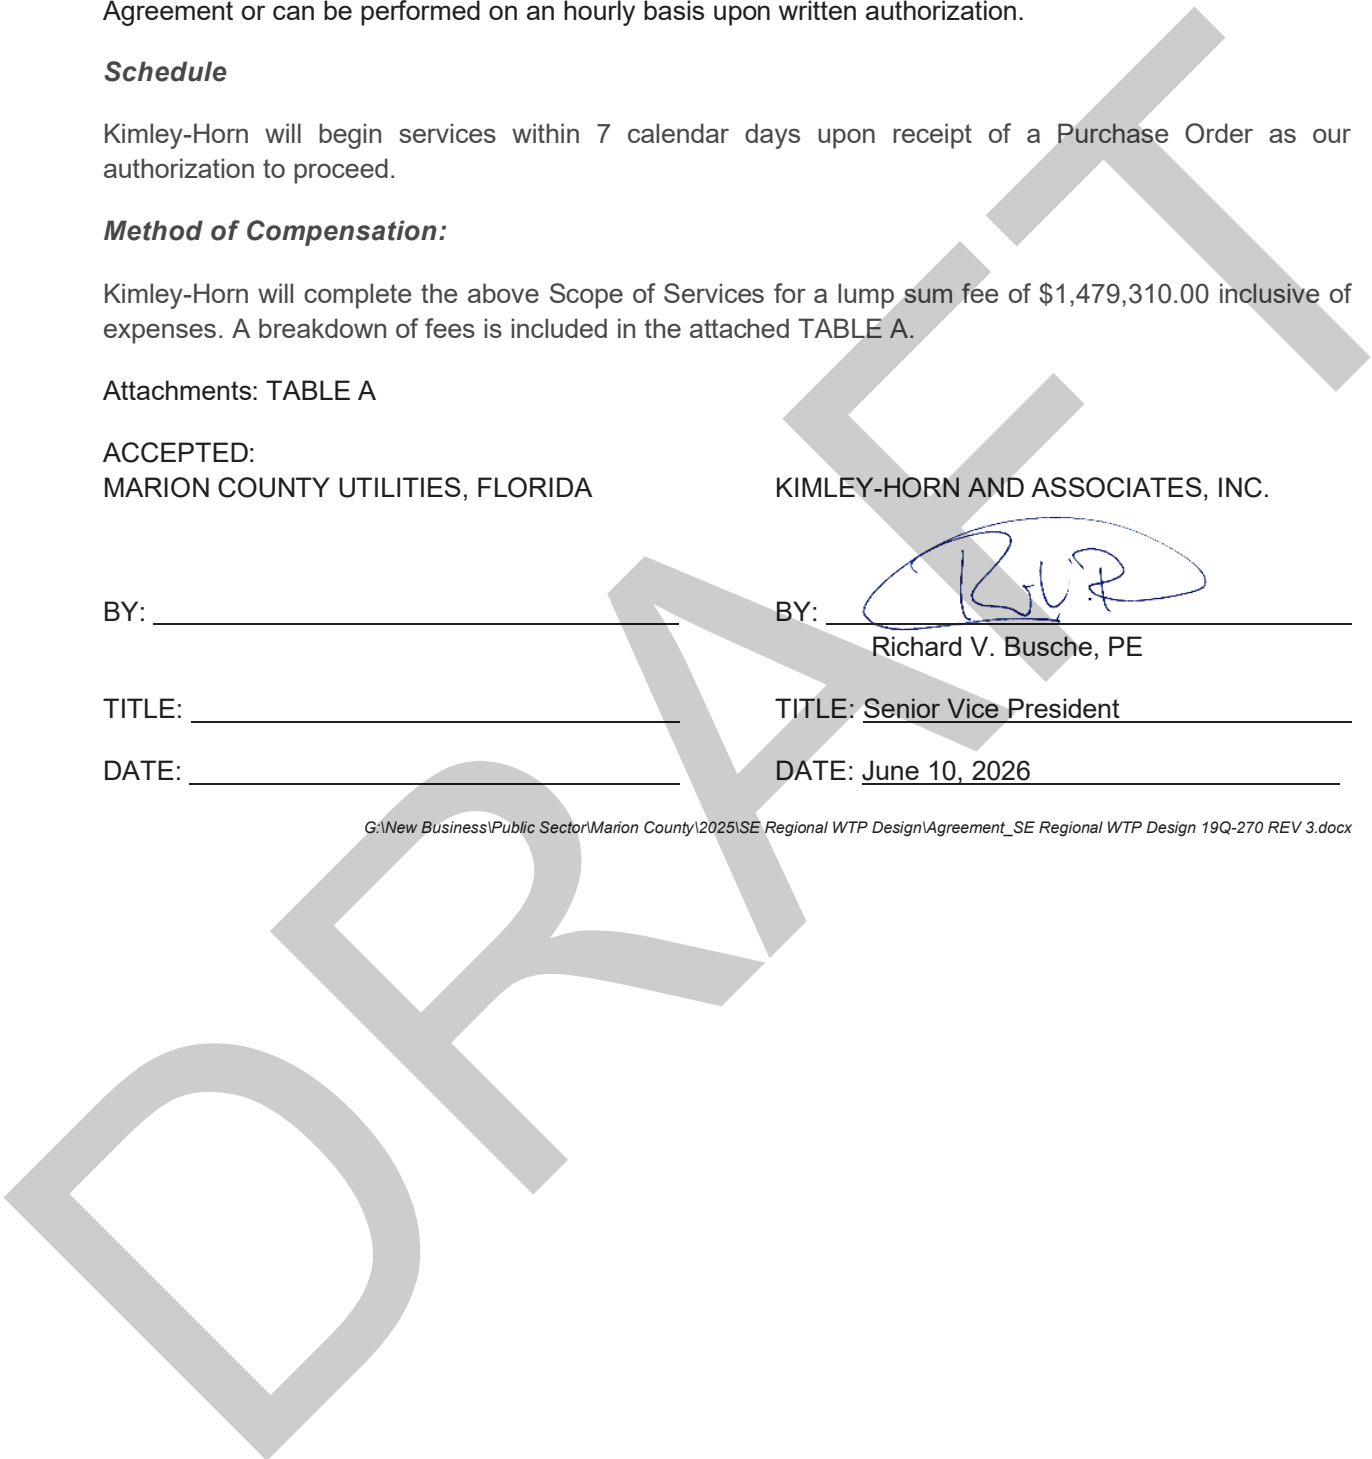 Agreement or can be performed on an hourly basis upon written authorization.
Schedule
Kimley-Horn will begin services within 7 calendar days upon receipt of a Purchase Order as our
authorization to proceed.
Method of Compensation:
Kimley-Horn will complete the above Scope of Services for a lump sum fee of $1,479,310.00 inclusive of
expenses. A breakdown of fees is included in the attached TABLE A.
Attachments: TABLE A
ACCEPTED:
MARION COUNTY UTILITIES, FLORIDA
KIMLEY-HORN AND ASSOCIATES, INC.
BY:
BY:
Richard V. Busche, PE
TITLE:
TITLE: Senior Vice President
DATE:
DATE: June 10, 2026
G:\New Business\Public Sector\Marion County\2025\SE Regional WTP Design\Agreement_SE Regional WTP Design 19Q-270 REV 3.docx
DRAFT